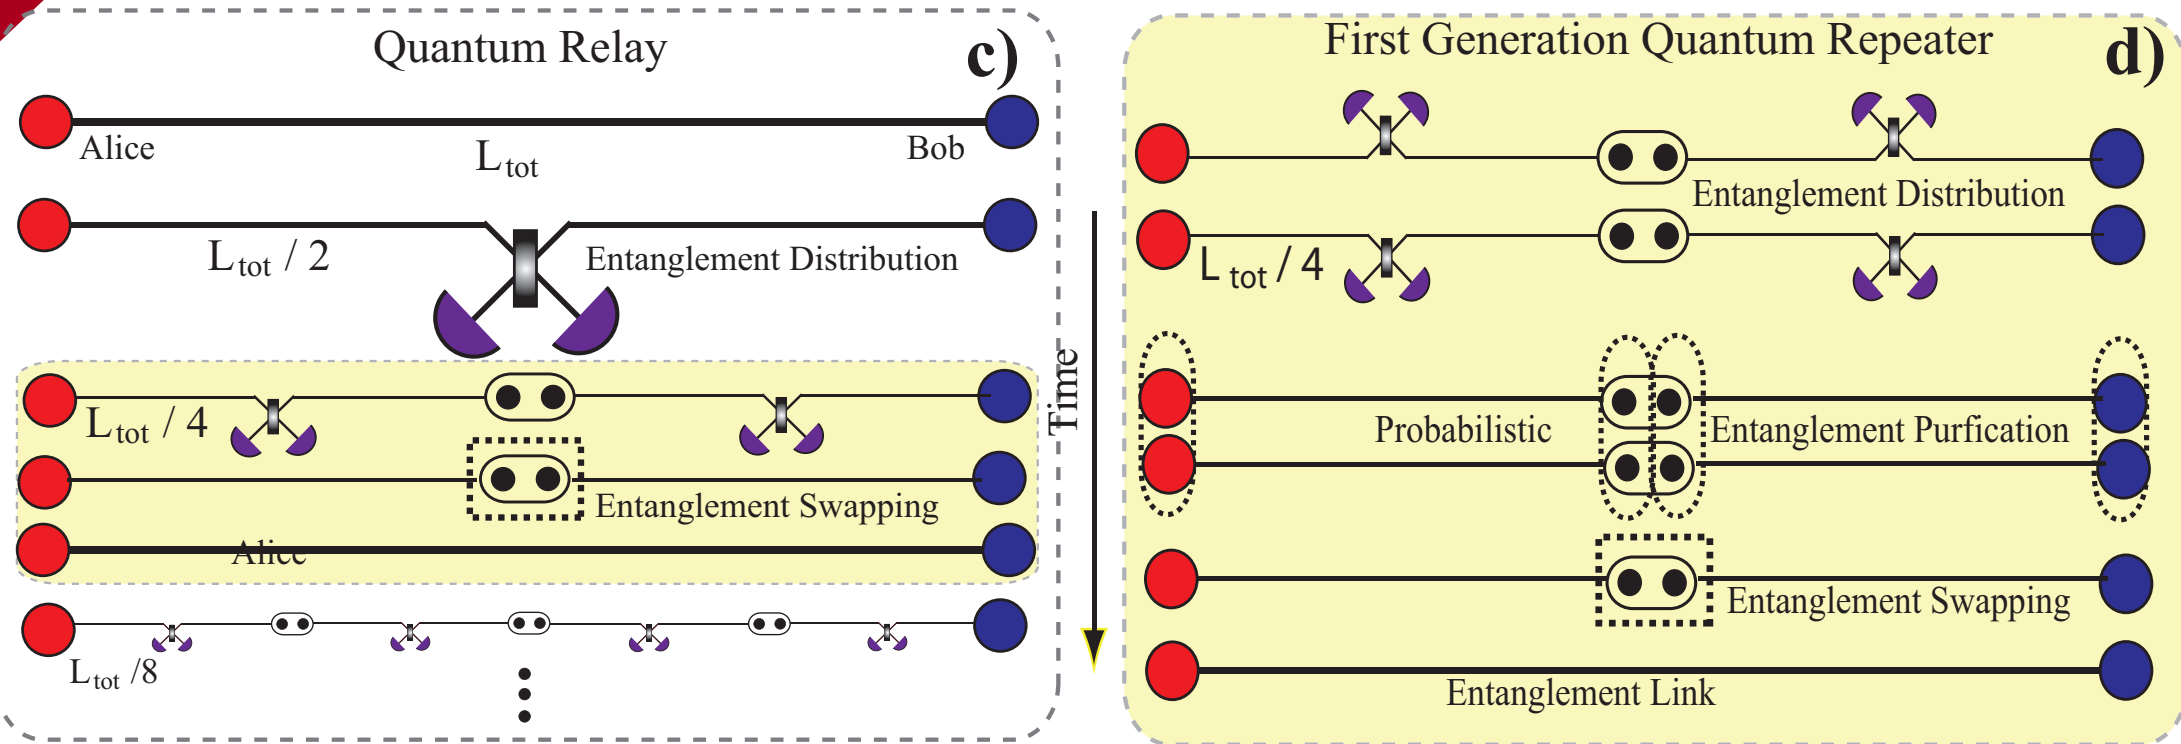 Quantum Relay
c)
Alice
Bob
L tot
L tot / 2
Entanglement Distribution
L tot / 4
Entanglement Swapping
Alice
L tot /8
Time
First Generation Quantum Repeater
d)
Entanglement Distribution
L tot / 4
Probabilistic
Entanglement Purfication
Entanglement Swapping
Entanglement Link